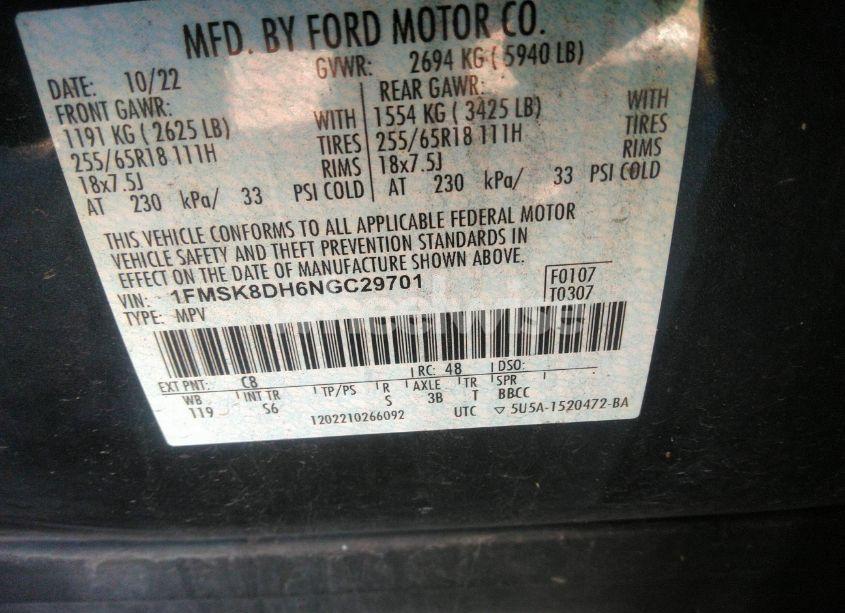 MFD. BY FORD MOTOR CO.
DATE: 10/22 GVWR: 2694 KG ( 5940 LB)
FRONT GAWR: REAR GAWR:
1191 KG ( 2625 LB) WITH 1554 KG ( 3425 LB) WITH
255/65R18 111H TIRES 255/65R18 111H TIRES
18x7.5J RIMS 18x7.5J RIMS
AT 230 kPa/ 33 PSI COLD AT 230 kPa/ 33 PSI COLD
THIS VEHICLE CONFORMS TO ALL APPLICABLE FEDERAL MOTOR
VEHICLE SAFETY AND THEFT PREVENTION STANDARDS IN
EFFECT ON THE DATE OF MANUFACTURE SHOWN ABOVE.
VIN: 1FMSK8DH6NGC29701 F0107
TYPE: MPV T0307
EXT PNT: C8 RC: 48 DSO:
WB INT TR TP/PS R AXLE TR SPR
119 S6 S 3B T BBCC
1202210266092 UTC ▽ 5U5A-1520472-BA